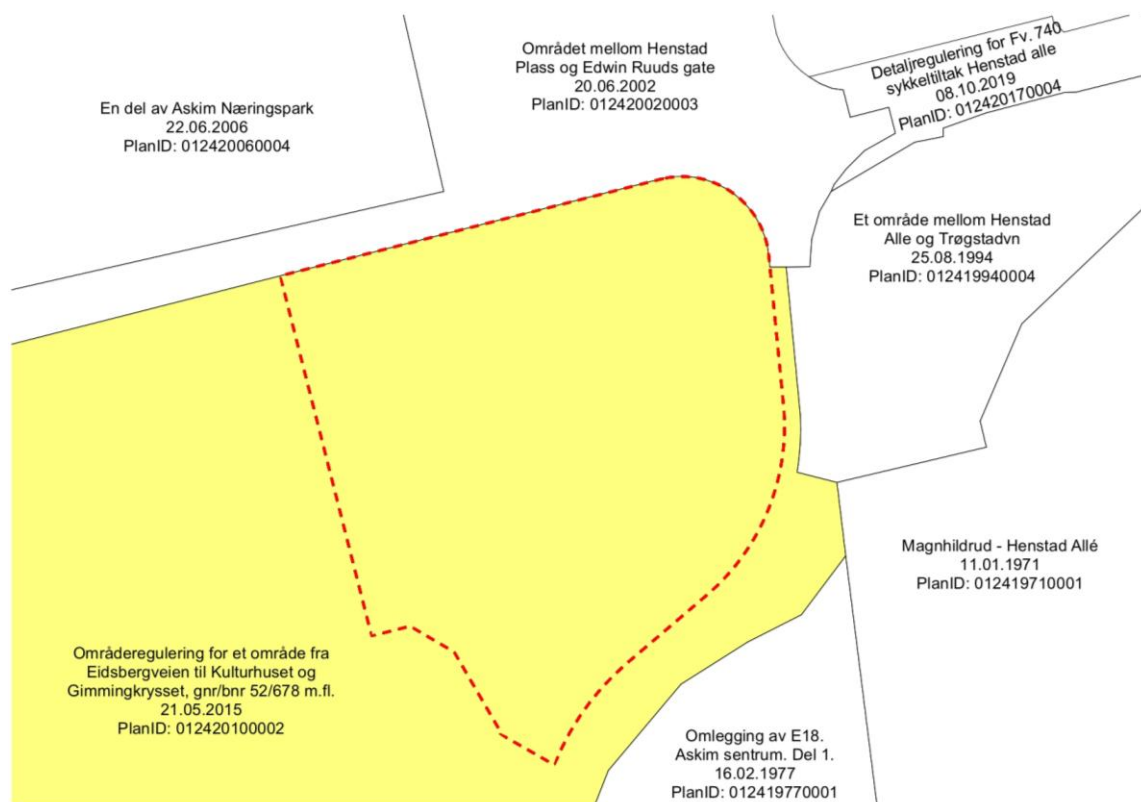 Området mellom Henstad
Plass og Edwin Ruuds gate
20.06.2002
PlanID: 012420020003
Detaljregulering for Fv. 740
sykkeltiltak Henstad alle
08.10.2019
PlanID: 012420170004
En del av Askim Næringspark
22.06.2006
PlanID: 012420060004
Et område mellom Henstad
Alle og Trøgstadvn
25.08.1994
PlanID: 012419940004
Magnhildrud - Henstad Allé
11.01.1971
PlanID: 012419710001
Områderegulering for et område fra
Eidsbergveien til Kulturhuset og
Gimmingkrysset, gnr/bnr 52/678 m.fl.
21.05.2015
PlanID: 012420100002
Omlegging av E18.
Askim sentrum. Del 1.
16.02.1977
PlanID: 012419770001